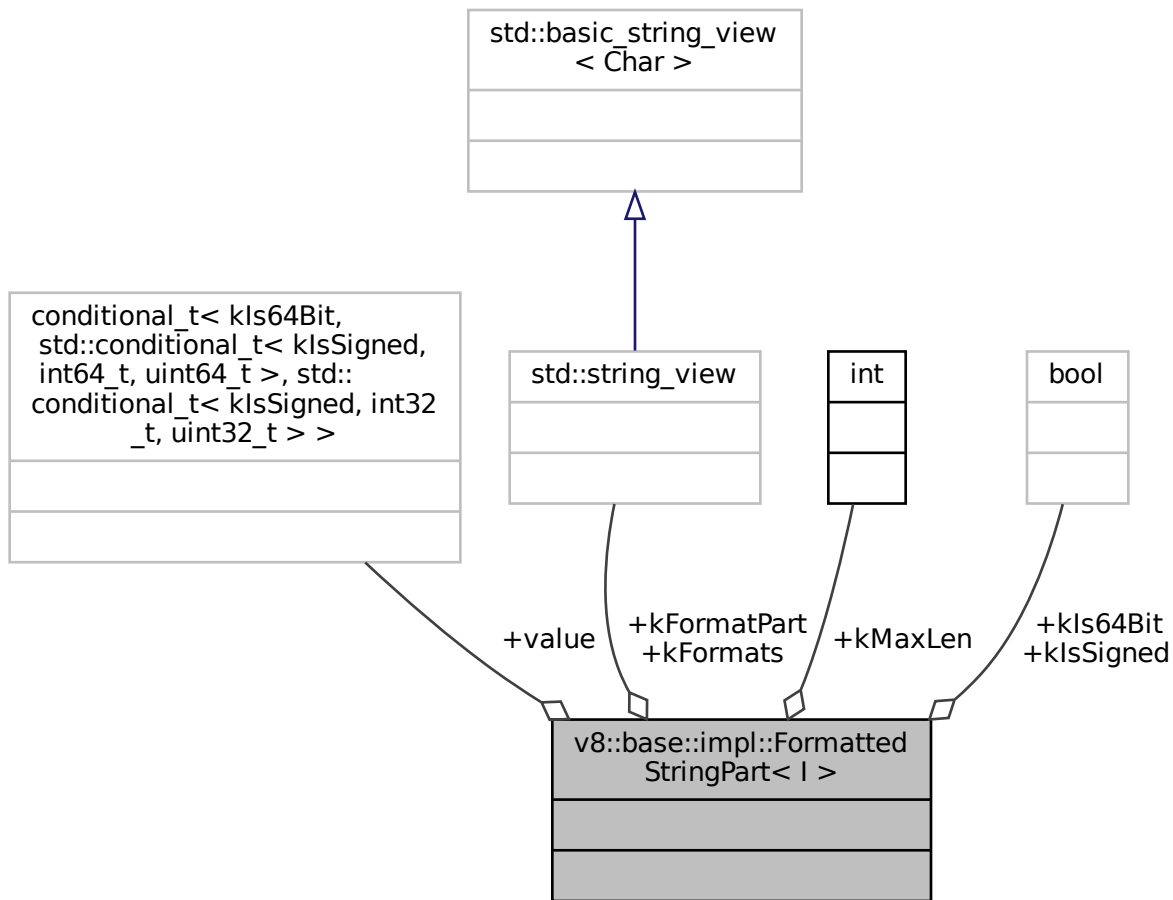 std::basic_string_view
< Char >
conditional_t< kIs64Bit,
std::conditional_t< kIsSigned,
int64_t, uint64_t >, std::
conditional_t< kIsSigned, int32
_t, uint32_t > >
std::string_view
int
bool
+value
+kFormatPart
+kFormats
+kMaxLen
+kIs64Bit
+kIsSigned
v8::base::impl::Formatted
StringPart< I >